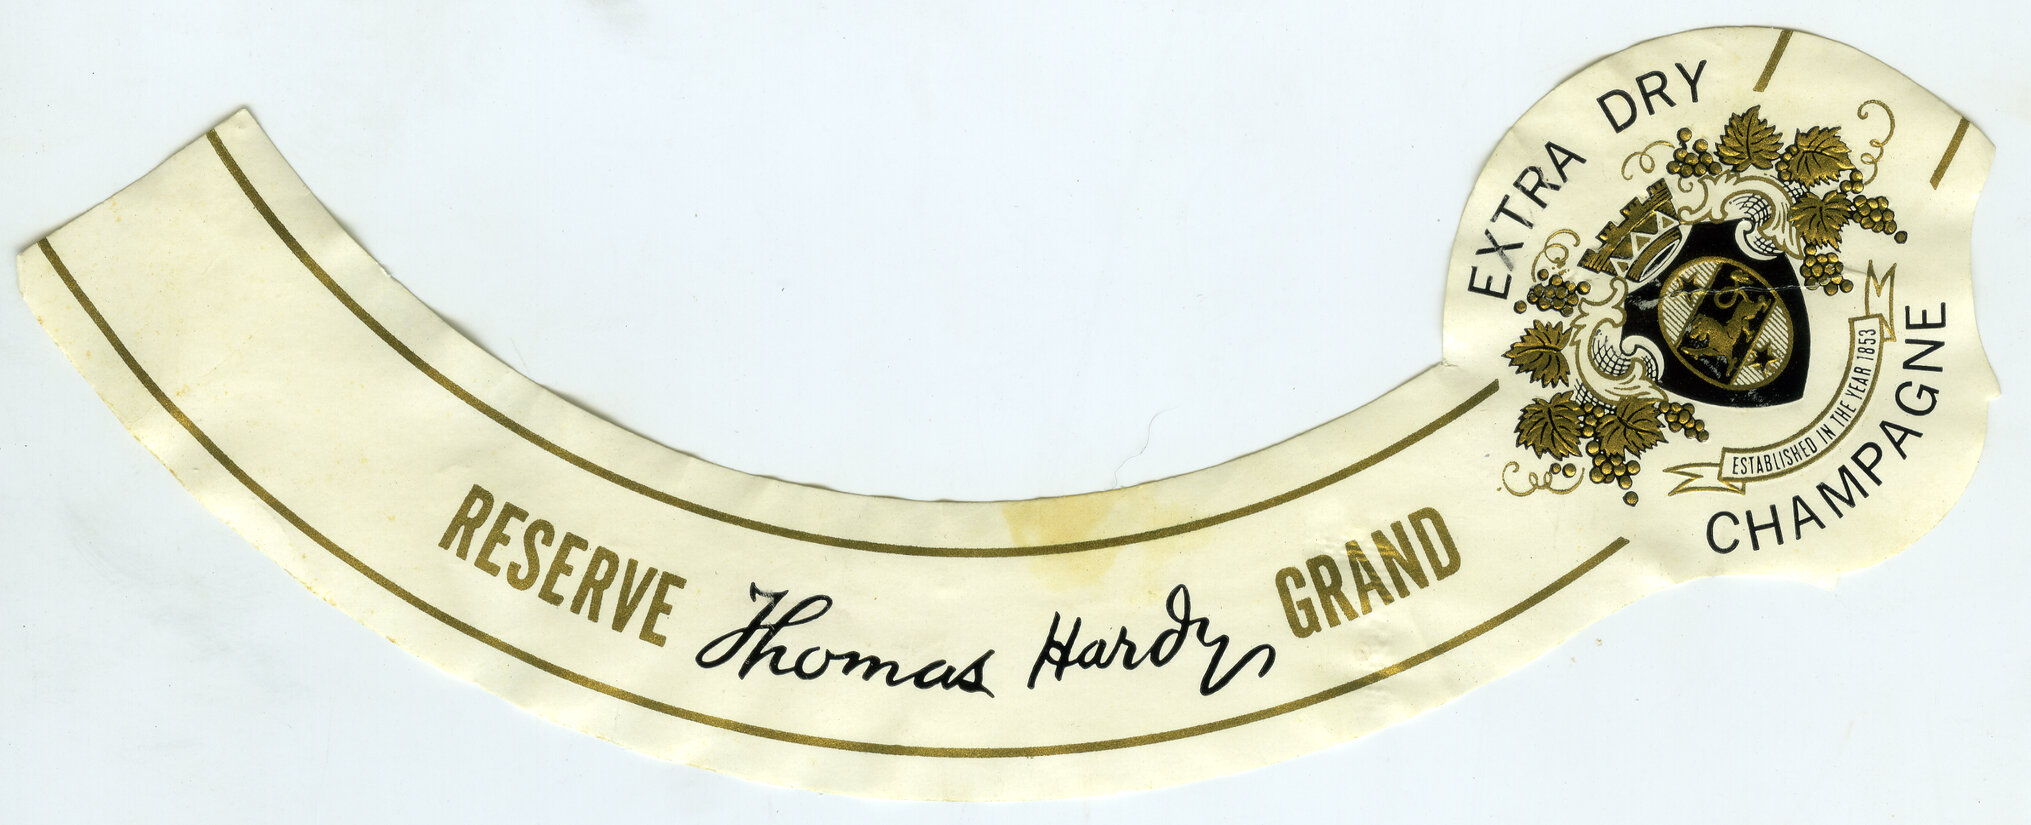 RESERVE Thomas Hardy GRAND
EXTRA DRY
ESTABLISHED IN THE YEAR 1853
CHAMPAGNE